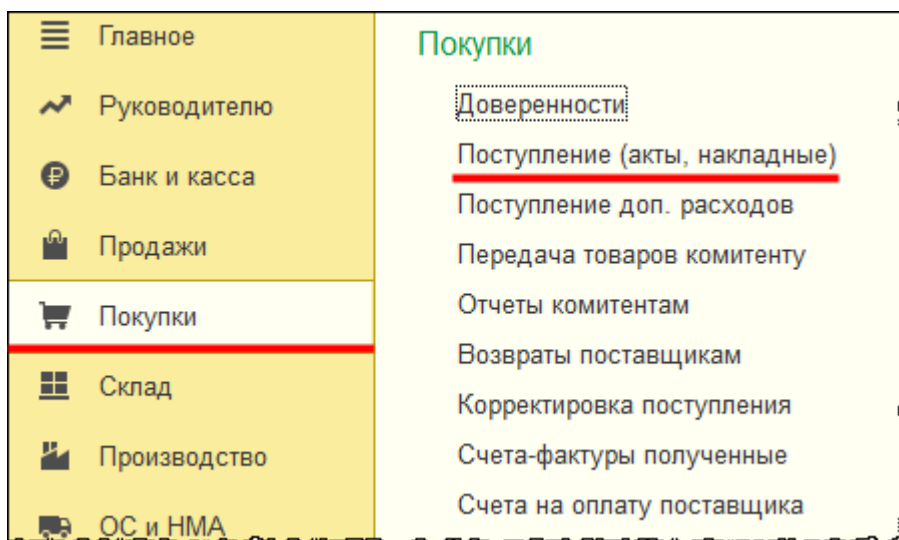 Главное
Руководителю
Банк и касса
Продажи
Покупки
Склад
Производство
ОС и НМА
Покупки
Доверенности
Поступление (акты, накладные)
Поступление доп. расходов
Передача товаров комитенту
Отчеты комитентам
Возвраты поставщикам
Корректировка поступления
Счета-фактуры полученные
Счета на оплату поставщика